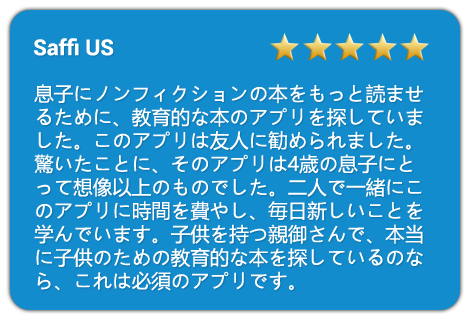 Saffi US
息子にノンフィクションの本をもっと読ませ
るために、教育的な本のアプリを探していま
した。このアプリは友人に勧められました。
驚いたことに、そのアプリは4歳の息子にと
って想像以上のものでした。二人で一緒にこ
のアプリに時間を費やし、毎日新しいことを
学んでいます。子供を持つ親御さんで、本当
に子供のための教育的な本を探しているのな
ら、これは必須のアプリです。